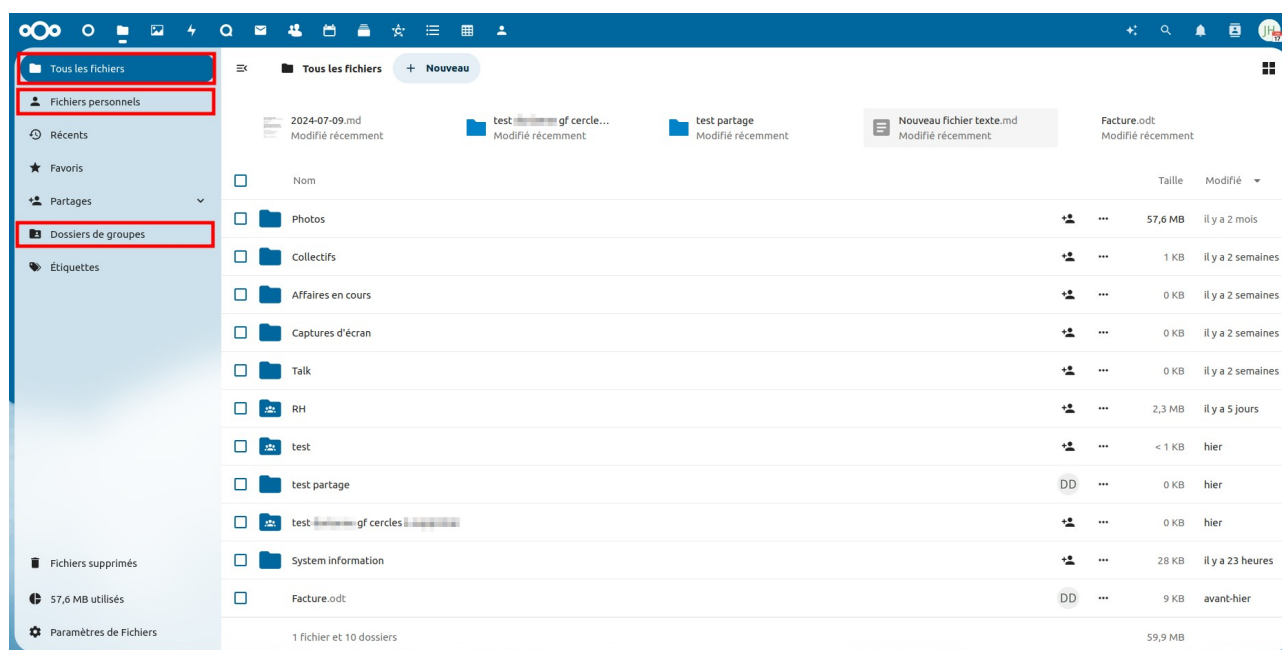 JH
17
Tous les fichiers
Fichiers personnels
Récents
Favoris
Partages
Dossiers de groupes
Étiquettes
Fichiers supprimés
57,6 MB utilisés
Paramètres de Fichiers
Tous les fichiers + Nouveau
2024-07-09.md
Modifié récemment
test gf cercle...
Modifié récemment
test partage
Modifié récemment
Nouveau fichier texte.md
Modifié récemment
Facture.odt
Modifié récemment
Nom Taille Modifié
Photos 57,6 MB il y a 2 mois
Collectifs 1 KB il y a 2 semaines
Affaires en cours 0 KB il y a 2 semaines
Captures d'écran 0 KB il y a 2 semaines
Talk 0 KB il y a 2 semaines
RH 2,3 MB il y a 5 jours
test < 1 KB hier
test partage DD 0 KB hier
test gf cercles 0 KB hier
System information 28 KB il y a 23 heures
Facture.odt DD 9 KB avant-hier
1 fichier et 10 dossiers 59,9 MB